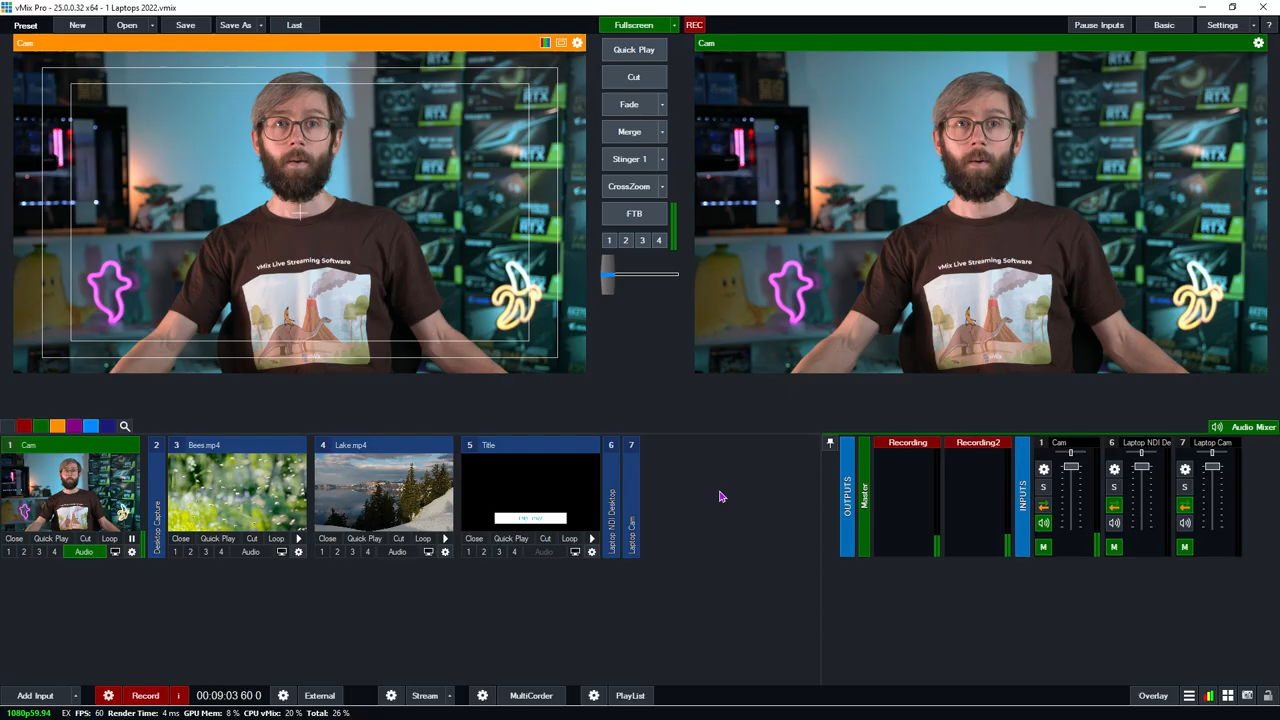 vMix Pro - 25.0.0.32 x64 - 1 Laptops 2022.vmix
Preset New Open Save Save As Last Fullscreen REC Pause Inputs Basic Settings ?
Cam
Cam
Quick Play
Cut
Fade
Merge
Stinger 1
CrossZoom
FTB
1 2 3 4
vMix Live Streaming Software
vMix Live Streaming Software
Audio Mixer
1 Cam
2
Desktop Capture
3 Bees.mp4
4 Lake.mp4
5 Title
6
Laptop NDI Desktop
7
Laptop Cam
Close Quick Play Cut Loop
1 2 3 4 Audio
Close Quick Play Cut Loop
1 2 3 4 Audio
Close Quick Play Cut Loop
1 2 3 4 Audio
Close Quick Play Cut Loop
1 2 3 4 Audio
OUTPUTS
Master
Recording
Recording2
INPUTS
1 Cam
6 Laptop NDI De
7 Laptop Cam
S S S
M M M
Add Input Record i 00:09:03 60 0 External Stream MultiCorder PlayList Overlay
1080p59.94 EX FPS: 60 Render Time: 4 ms GPU Mem: 8 % CPU vMix: 20 % Total: 26 %